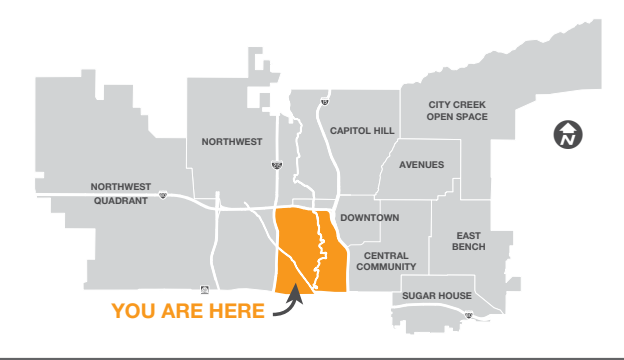 CITY CREEK
OPEN SPACE
CAPITOL HILL
NORTHWEST
N
AVENUES
NORTHWEST
QUADRANT
DOWNTOWN
EAST
BENCH
CENTRAL
COMMUNITY
SUGAR HOUSE
YOU ARE HERE